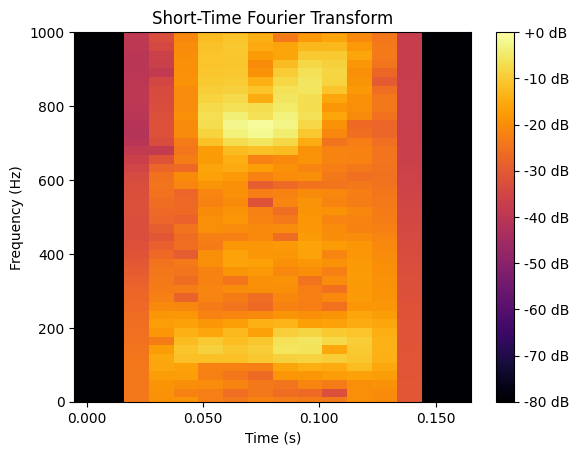 Short-Time Fourier Transform
Frequency (Hz)
1000
800
600
400
200
0
0.000
0.050
0.100
0.150
Time (s)
+0 dB
-10 dB
-20 dB
-30 dB
-40 dB
-50 dB
-60 dB
-70 dB
-80 dB